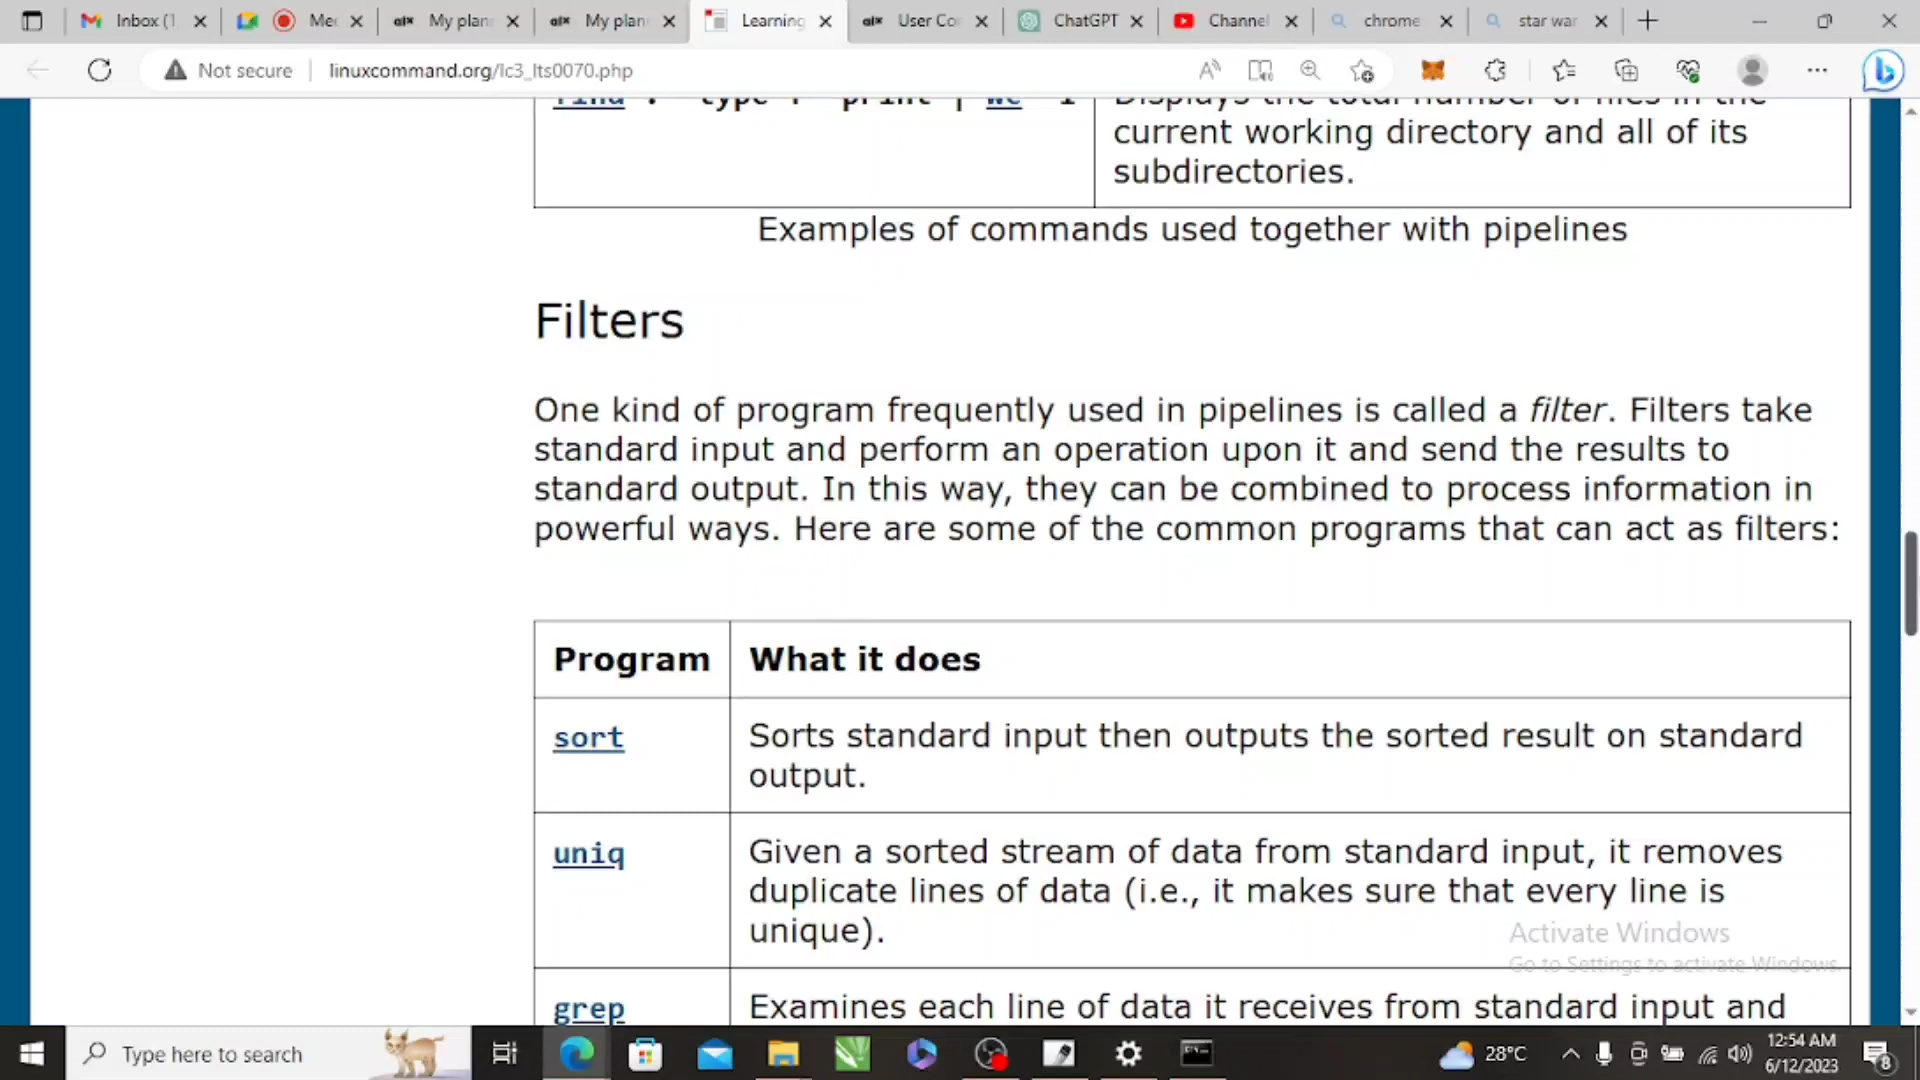 Inbox (1
Mee
alx My plan
alx My plan
Learning
alx User Co
ChatGPT
Channel
chrome
star war
Not secure
linuxcommand.org/lc3_lts0070.php
current working directory and all of its
subdirectories.
Examples of commands used together with pipelines
Filters
One kind of program frequently used in pipelines is called a filter. Filters take
standard input and perform an operation upon it and send the results to
standard output. In this way, they can be combined to process information in
powerful ways. Here are some of the common programs that can act as filters:
Program What it does
sort Sorts standard input then outputs the sorted result on standard
output.
uniq Given a sorted stream of data from standard input, it removes
duplicate lines of data (i.e., it makes sure that every line is
unique).
Activate Windows
Go to Settings to activate Windows.
grep Examines each line of data it receives from standard input and
Type here to search
28°C
12:54 AM
6/12/2023
8